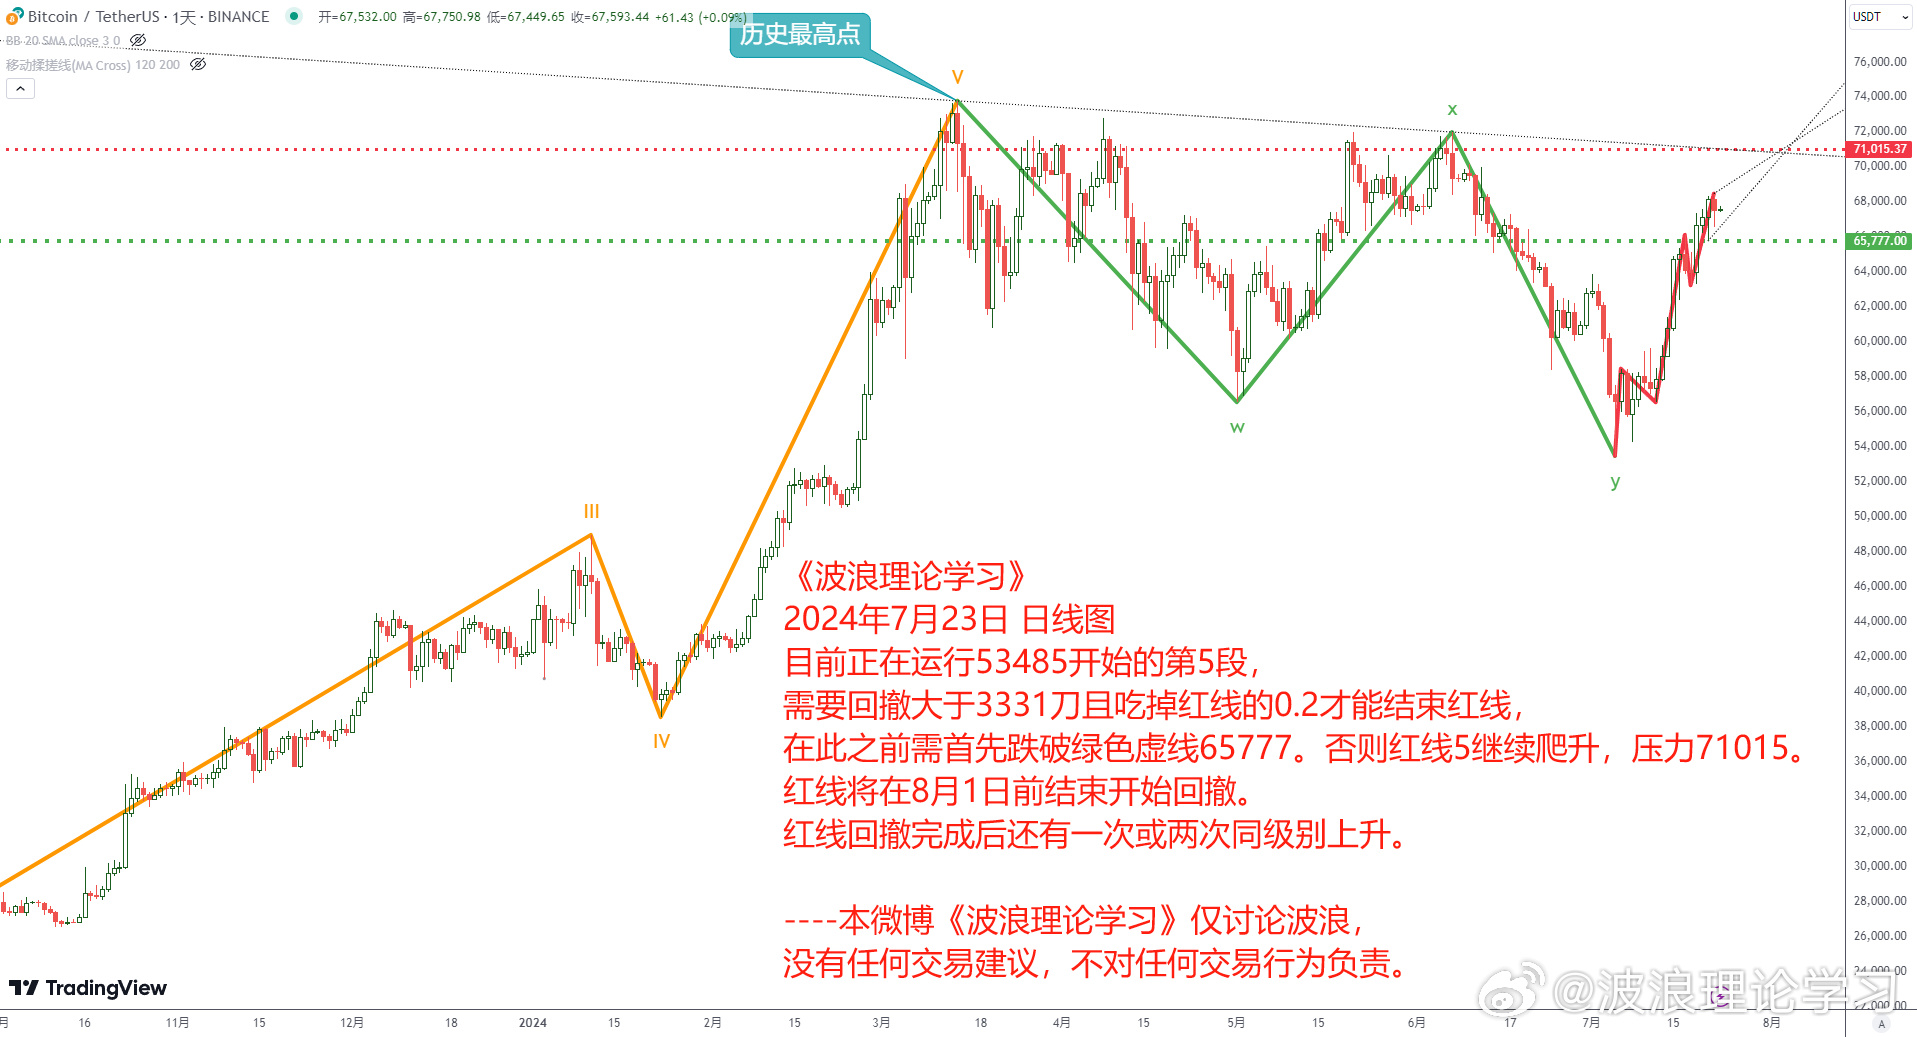 Bitcoin / TetherUS · 1天 · BINANCE 开=67,532.00 高=67,750.98 低=67,449.65 收=67,593.44 +61.43 (+0.09%)
BB 20 SMA close 3 0
移动揉搓线(MA Cross) 120 200
历史最高点
USDT
V
x
III
IV
w
y
76,000.00
74,000.00
72,000.00
71,015.37
70,000.00
68,000.00
65,777.00
64,000.00
62,000.00
60,000.00
58,000.00
56,000.00
54,000.00
52,000.00
50,000.00
48,000.00
46,000.00
44,000.00
42,000.00
40,000.00
38,000.00
36,000.00
34,000.00
32,000.00
30,000.00
28,000.00
26,000.00
24,000.00
22,000.00
《波浪理论学习》
2024年7月23日 日线图
目前正在运行53485开始的第5段，
需要回撤大于3331刀且吃掉红线的0.2才能结束红线，
在此之前需首先跌破绿色虚线65777。否则红线5继续爬升，压力71015。
红线将在8月1日前结束开始回撤。
红线回撤完成后还有一次或两次同级别上升。
----本微博《波浪理论学习》仅讨论波浪，
没有任何交易建议，不对任何交易行为负责。
TradingView
@波浪理论学习
月 16 11月 15 12月 18 2024 15 2月 15 3月 18 4月 15 5月 15 6月 17 7月 15 8月
A